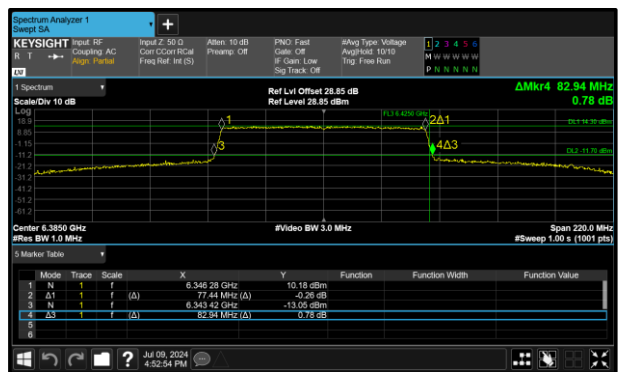 Spectrum Analyzer 1
Swept SA
KEYSIGHT Input: RF Input Z: 50 Ω Atten: 10 dB PNO: Fast #Avg Type: Voltage 1 2 3 4 5 6
R T Coupling: AC Corr CCorr RCal Preamp: Off Gate: Off Avg|Hold: 10/10 M W W W W W
Align: Partial Freq Ref: Int (S) IF Gain: Low Trig: Free Run P N N N N N
Sig Track: Off
LXI
1 Spectrum Ref Lvl Offset 28.85 dB ΔMkr4 82.94 MHz
Scale/Div 10 dB Ref Level 28.85 dBm 0.78 dB
Log
18.9 1 FL3 6.4250 GHz 2Δ1 DL1 14.30 dBm
8.85
-1.15 3 4Δ3
-11.2 DL2 -11.70 dBm
-21.2
-31.2
-41.2
-51.2
-61.2
Center 6.3850 GHz #Video BW 3.0 MHz Span 220.0 MHz
#Res BW 1.0 MHz #Sweep 1.00 s (1001 pts)
5 Marker Table
Mode Trace Scale X Y Function Function Width Function Value
1 N 1 f 6.346 28 GHz 10.18 dBm
2 Δ1 1 f (Δ) 77.44 MHz (Δ) -0.26 dB
3 N 1 f 6.343 42 GHz -13.05 dBm
4 Δ3 1 f (Δ) 82.94 MHz (Δ) 0.78 dB
5
6
? Jul 09, 2024
4:52:54 PM